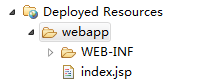 Deployed Resources
webapp
WEB-INF
index.jsp